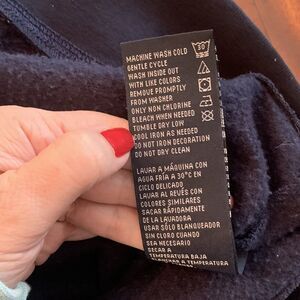 MACHINE WASH COLD
GENTLE CYCLE
WASH INSIDE OUT
WITH LIKE COLORS
REMOVE PROMPTLY
FROM WASHER
ONLY NON CHLORINE
BLEACH WHEN NEEDED
TUMBLE DRY LOW
COOL IRON AS NEEDED
DO NOT IRON DECORATION
DO NOT DRY CLEAN
30
LAVAR A MÁQUINA CON
AGUA FRÍA A 30°C EN
CICLO DELICADO
LAVAR AL REVÉS CON
COLORES SIMILARES
SACAR RÁPIDAMENTE
DE LA LAVADORA
USAR SÓLO BLANQUEADOR
SIN CLORO CUANDO
SEA NECESARIO
SECAR A
TEMPERATURA BAJA
PLANCHAR A TEMPERATURA